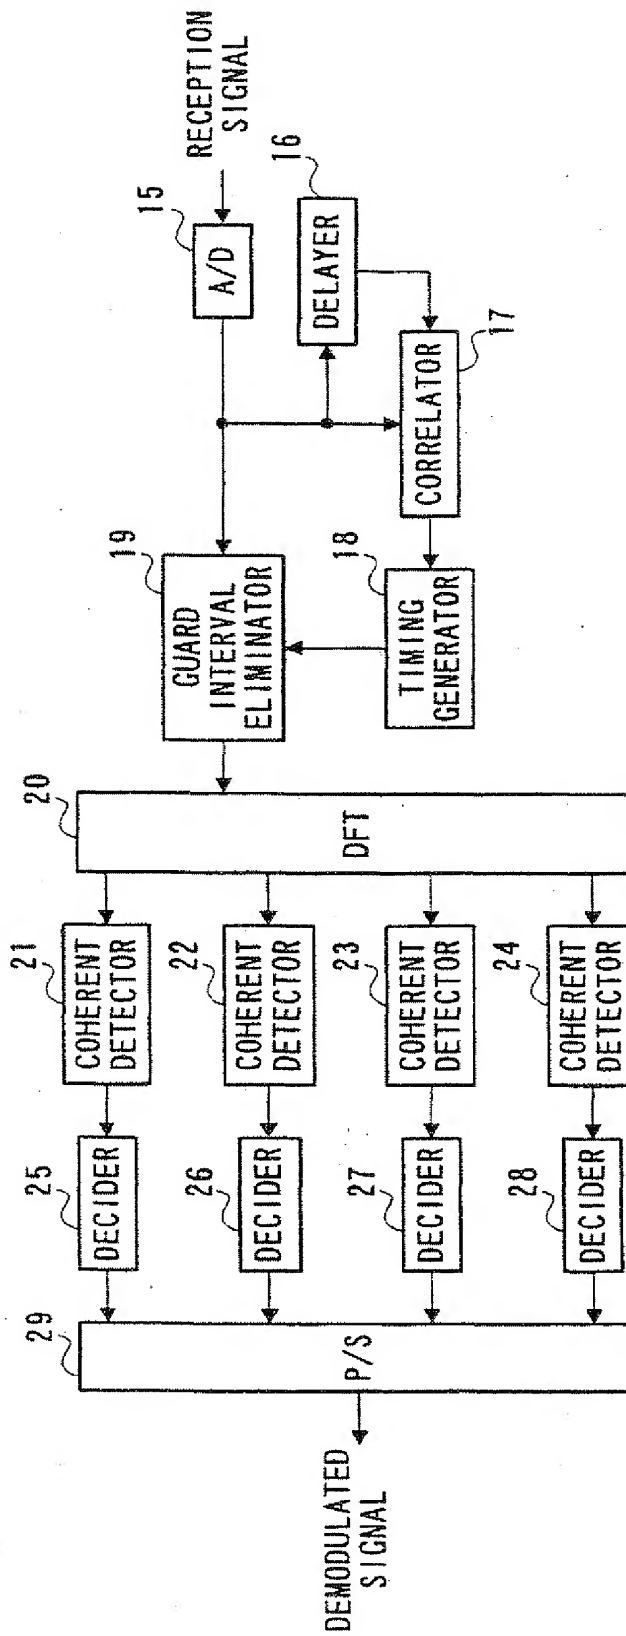 29
P/S
DEMODULATED
SIGNAL
25
DECIDER
26
DECIDER
27
DECIDER
28
DECIDER
21
COHERENT
DETECTOR
22
COHERENT
DETECTOR
23
COHERENT
DETECTOR
24
COHERENT
DETECTOR
20
DFT
19
GUARD
INTERVAL
ELIMINATOR
18
TIMING
GENERATOR
15
A/D
RECEPTION
SIGNAL
16
DELAYER
17
CORRELATOR